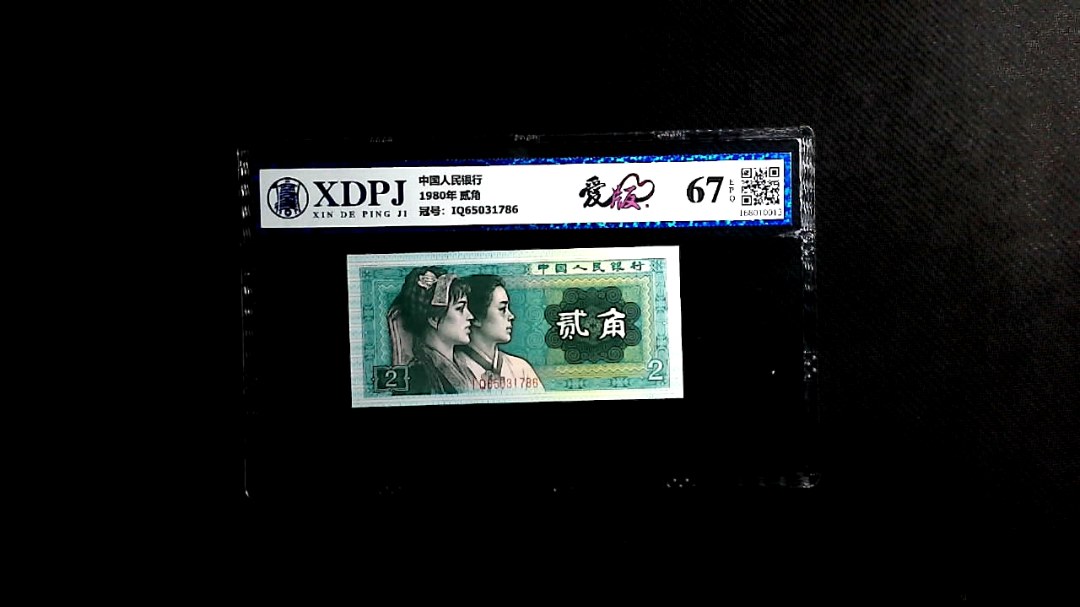 XDPJ
XIN DE PING JI
中国人民银行
1980年 贰角
冠号：IQ65031786
爱版
67
EPQ
168010013
中国人民银行
贰角
2
IQ65031786
2